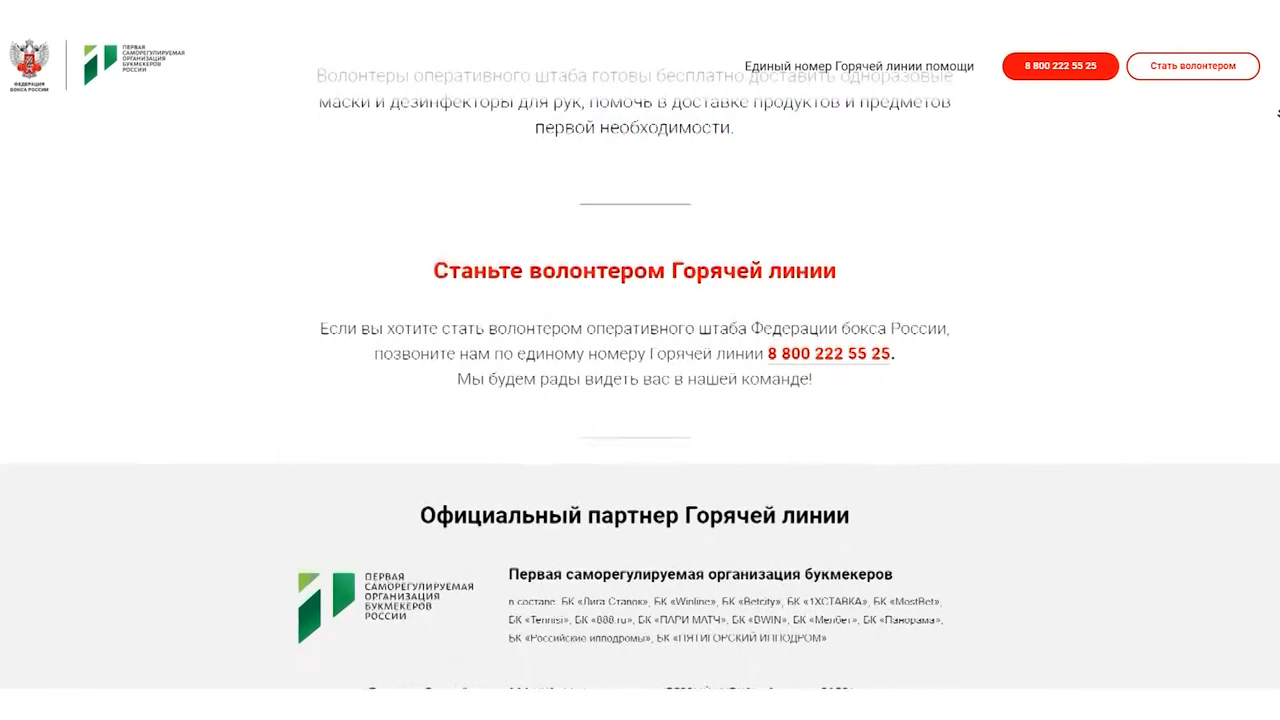 ФЕДЕРАЦИЯ
БОКСА РОССИИ
ПЕРВАЯ
САМОРЕГУЛИРУЕМАЯ
ОРГАНИЗАЦИЯ
БУКМЕКЕРОВ
РОССИИ
Единый номер Горячей линии помощи
8 800 222 55 25
Стать волонтером
Волонтеры оперативного штаба готовы бесплатно доставить одноразовые
маски и дезинфекторы для рук, помочь в доставке продуктов и предметов
первой необходимости.
Станьте волонтером Горячей линии
Если вы хотите стать волонтером оперативного штаба Федерации бокса России,
позвоните нам по единому номеру Горячей линии 8 800 222 55 25.
Мы будем рады видеть вас в нашей команде!
Официальный партнер Горячей линии
ПЕРВАЯ
САМОРЕГУЛИРУЕМАЯ
ОРГАНИЗАЦИЯ
БУКМЕКЕРОВ
РОССИИ
Первая саморегулируемая организация букмекеров
в составе: БК «Лига Ставок», БК «Winline», БК «Betcity», БК «1ХСТАВКА», БК «MostBet»,
БК «Tennisi», БК «888.ru», БК «ПАРИ МАТЧ», БК «BWIN», БК «Мелбет», БК «Панорама»,
БК «Российские ипподромы», БК «ПЯТИГОРСКИЙ ИППОДРОМ»